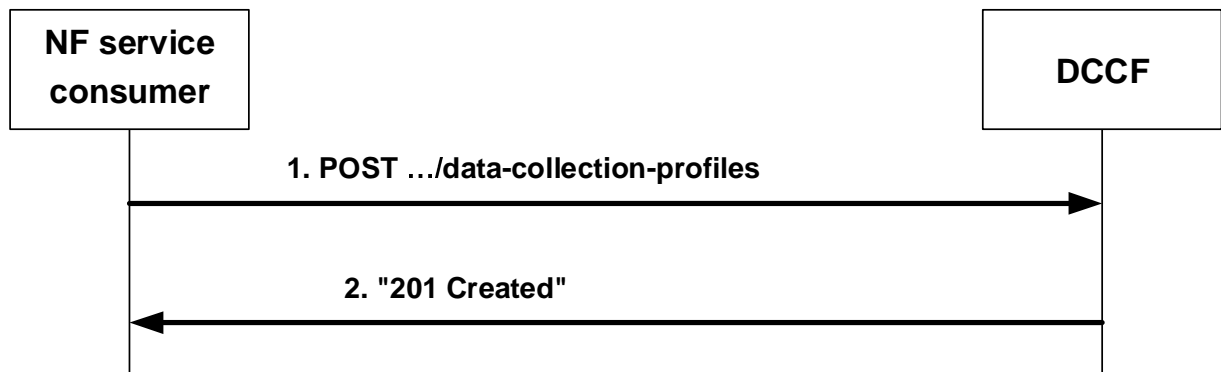 NF service
consumer
DCCF
1. POST …/data-collection-profiles
2. "201 Created"